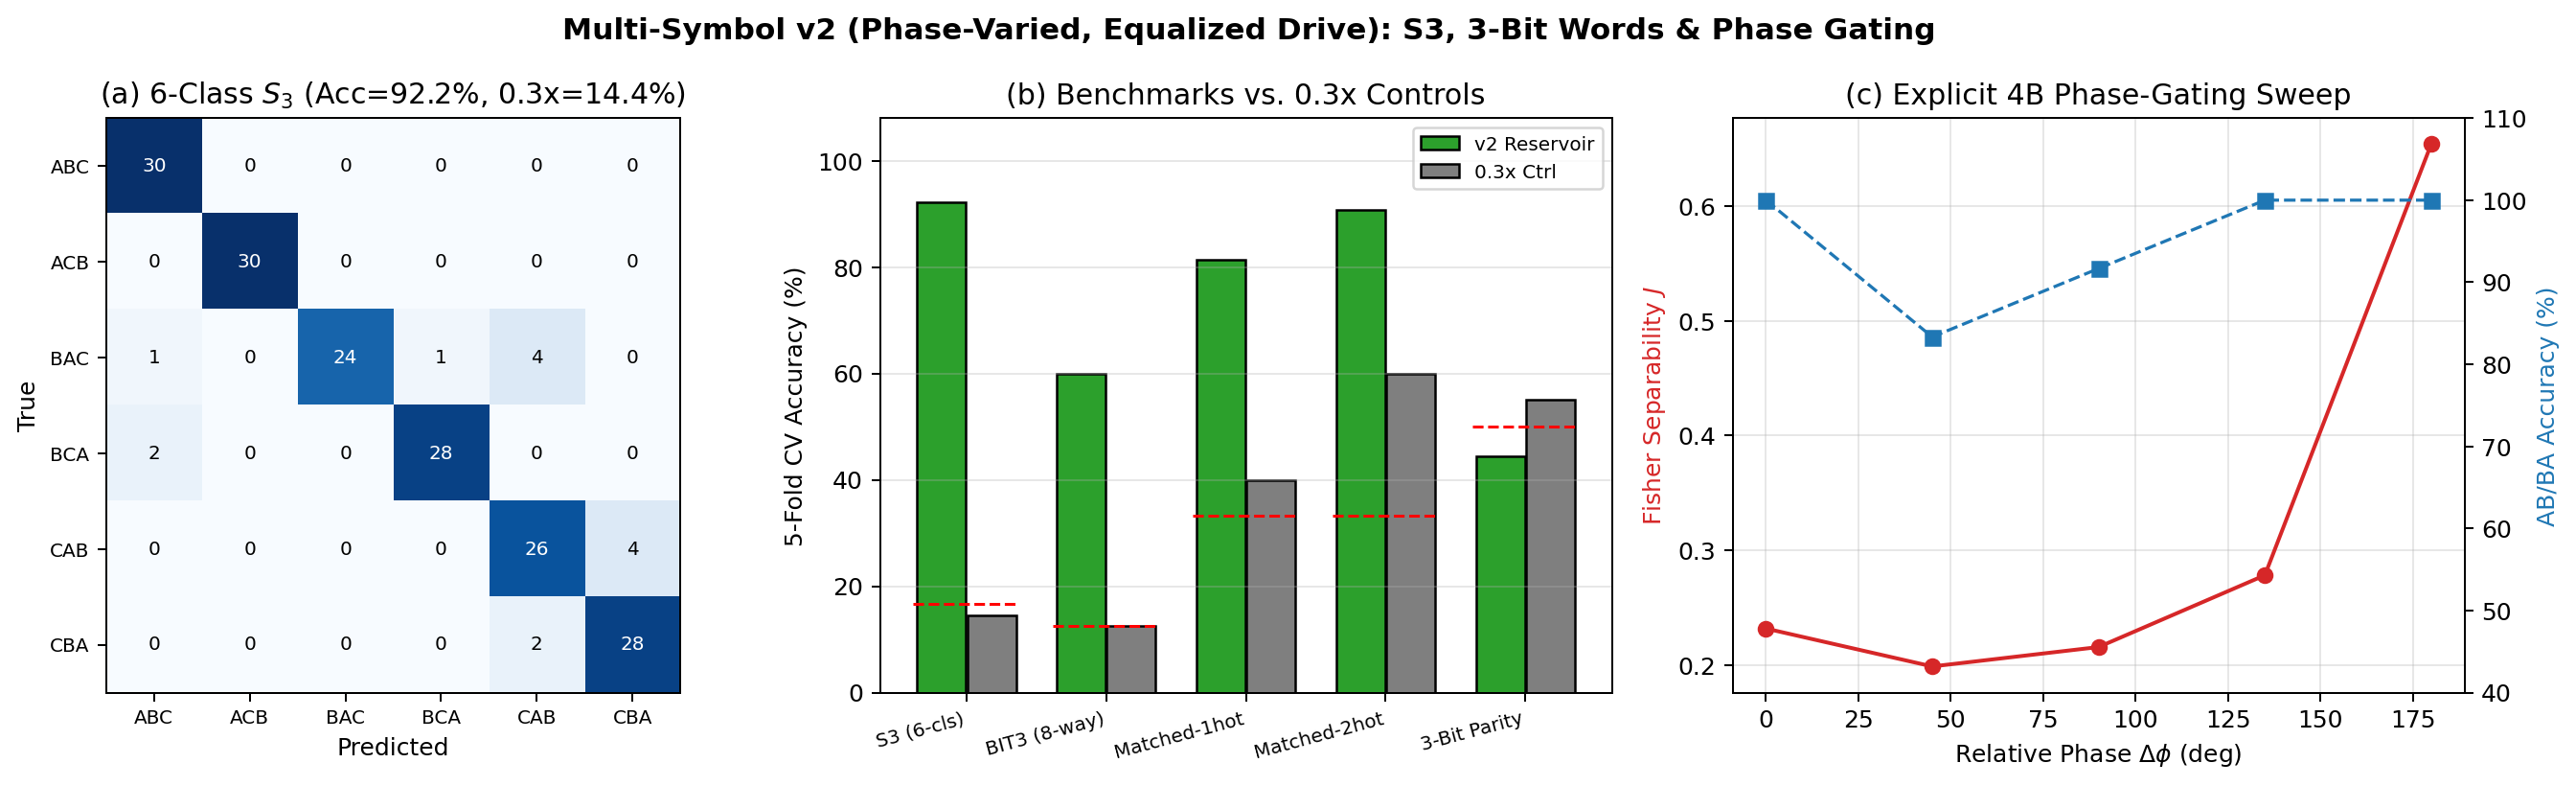 Multi-Symbol v2 (Phase-Varied, Equalized Drive): S3, 3-Bit Words & Phase Gating
(a) 6-Class $S_3$ (Acc=92.2%, 0.3x=14.4%)
True
ABC 30 0 0 0 0 0
ACB 0 30 0 0 0 0
BAC 1 0 24 1 4 0
BCA 2 0 0 28 0 0
CAB 0 0 0 0 26 4
CBA 0 0 0 0 2 28
ABC ACB BAC BCA CAB CBA
Predicted
(b) Benchmarks vs. 0.3x Controls
5-Fold CV Accuracy (%)
100
80
60
40
20
0
v2 Reservoir
0.3x Ctrl
S3 (6-cls)
BIT3 (8-way)
Matched-1hot
Matched-2hot
3-Bit Parity
(c) Explicit 4B Phase-Gating Sweep
Fisher Separability J
0.6
0.5
0.4
0.3
0.2
0 25 50 75 100 125 150 175
Relative Phase Δϕ (deg)
110
100
90
80
70
60
50
40
AB/BA Accuracy (%)